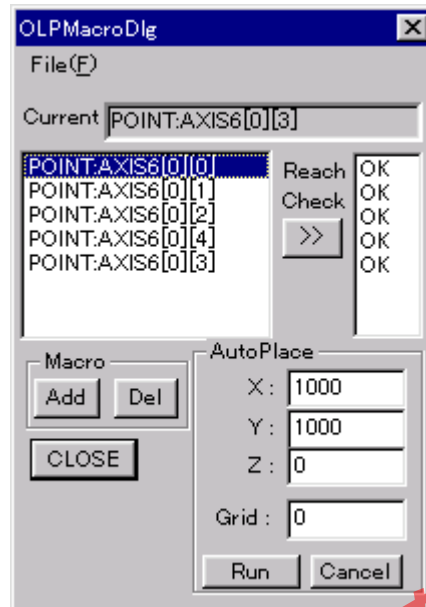 OLPMacroDlg
File(F)
Current POINT:AXIS6[0][3]
POINT:AXIS6[0][0]
POINT:AXIS6[0][1]
POINT:AXIS6[0][2]
POINT:AXIS6[0][4]
POINT:AXIS6[0][3]
Reach
Check
>>
OK
OK
OK
OK
OK
Macro
Add Del
CLOSE
AutoPlace
X : 1000
Y : 1000
Z : 0
Grid : 0
Run Cancel